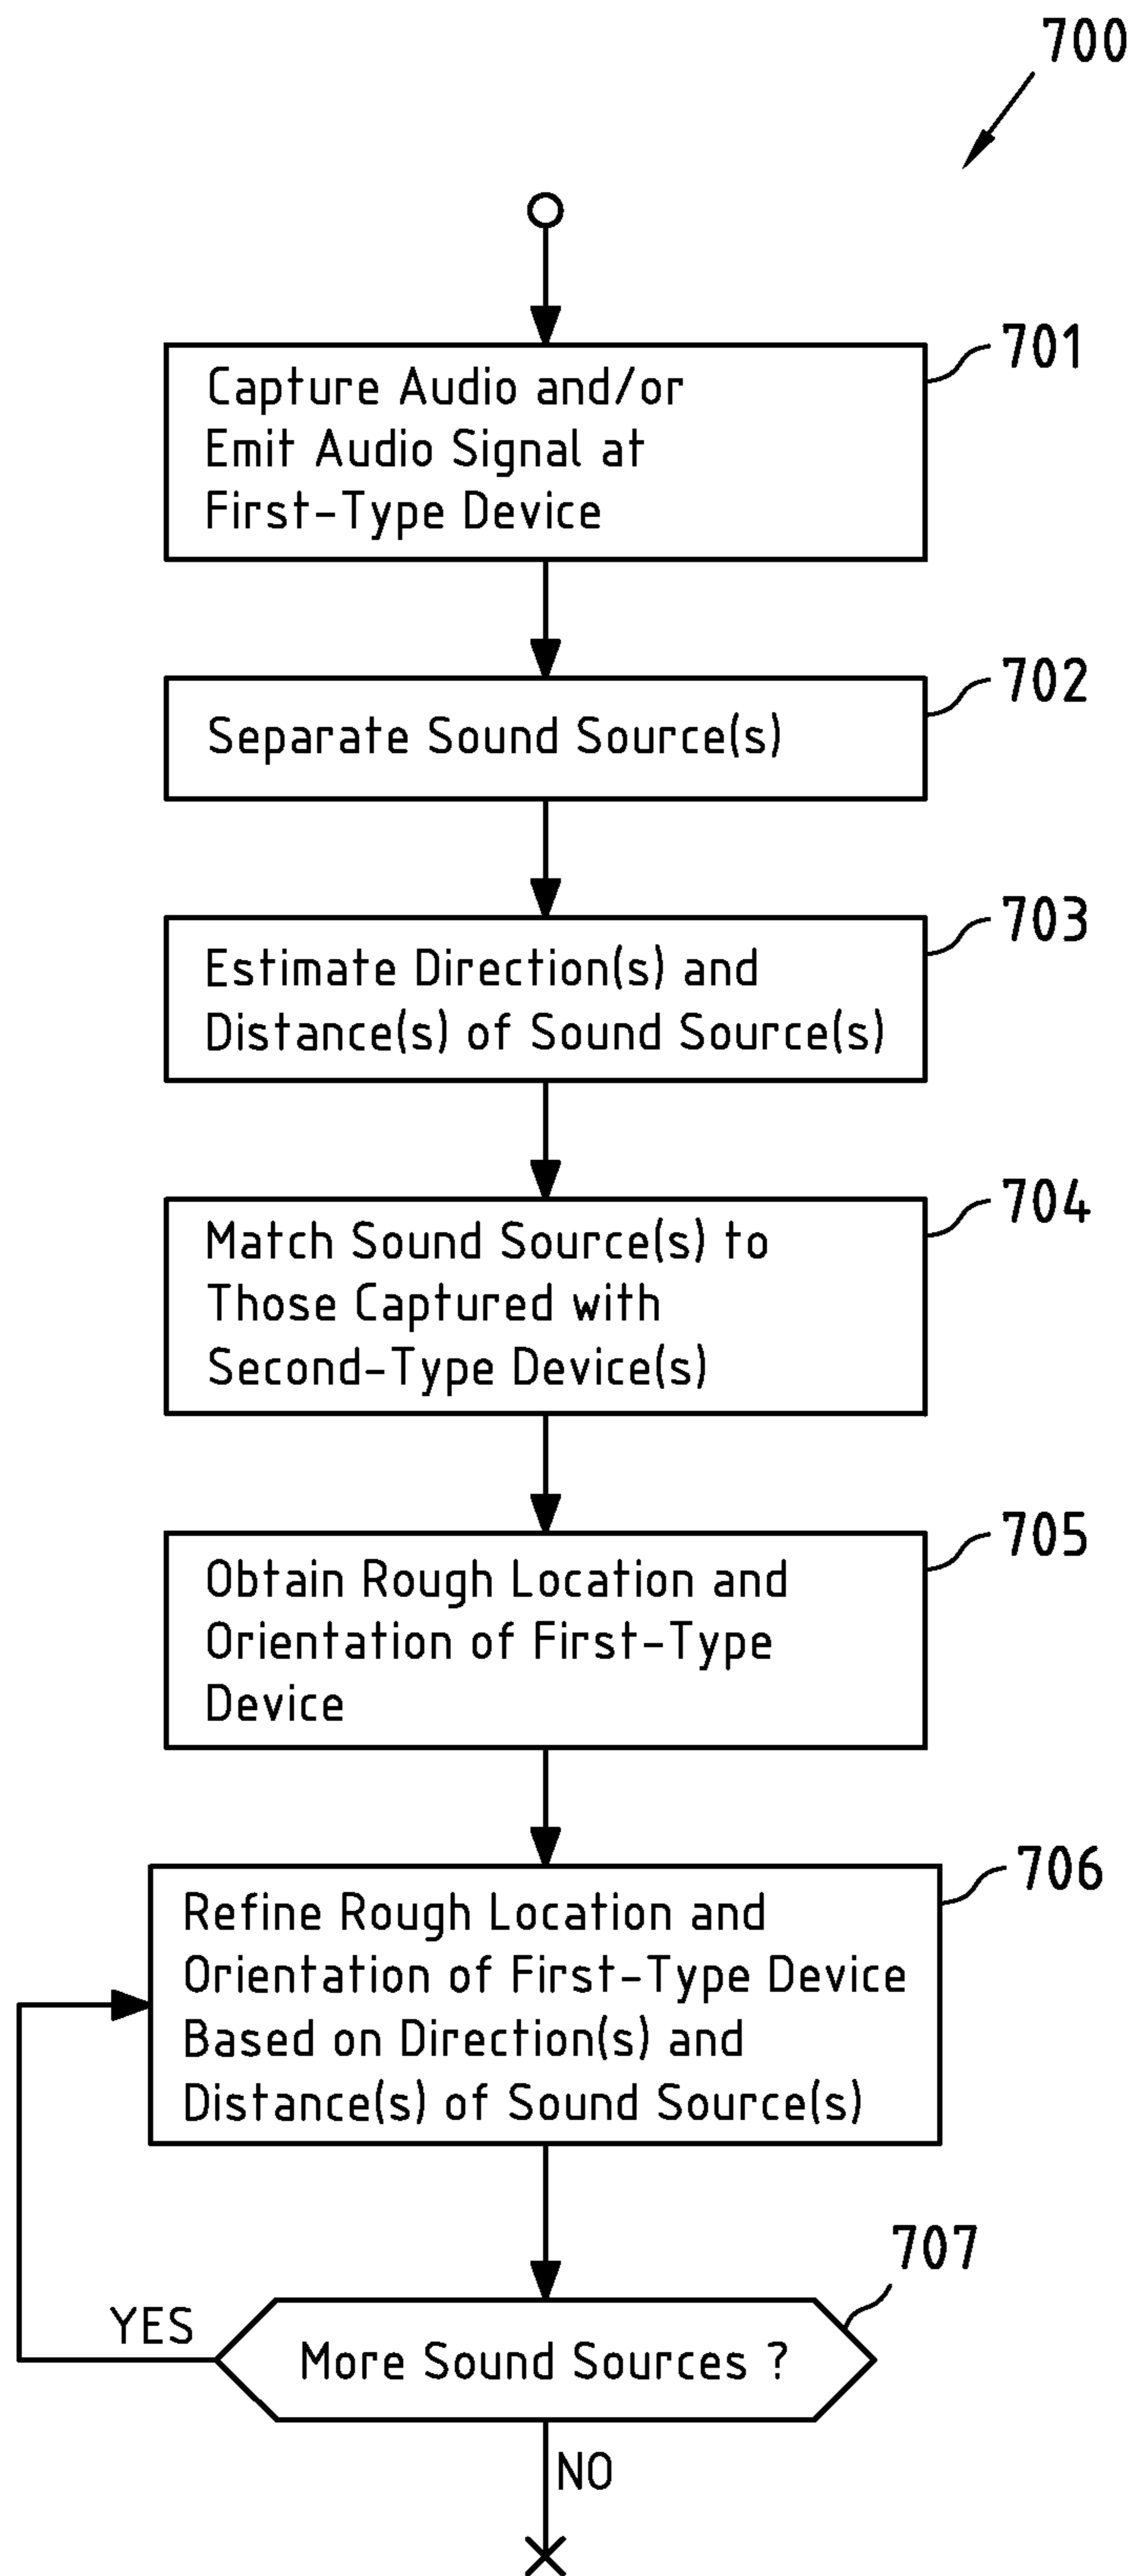 700
701
Capture Audio and/or
Emit Audio Signal at
First-Type Device
702
Separate Sound Source(s)
703
Estimate Direction(s) and
Distance(s) of Sound Source(s)
704
Match Sound Source(s) to
Those Captured with
Second-Type Device(s)
705
Obtain Rough Location and
Orientation of First-Type
Device
706
Refine Rough Location and
Orientation of First-Type Device
Based on Direction(s) and
Distance(s) of Sound Source(s)
707
YES
More Sound Sources ?
NO